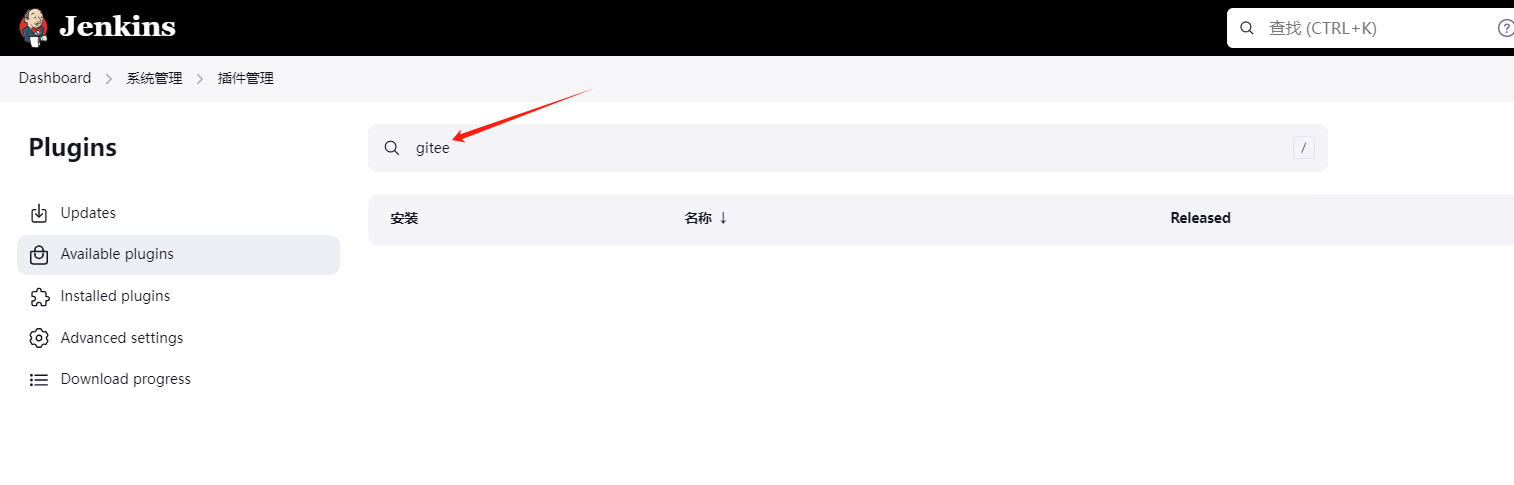 Jenkins
查找 (CTRL+K)
?
Dashboard > 系统管理 > 插件管理
Plugins
gitee
/
Updates
Available plugins
Installed plugins
Advanced settings
Download progress
安装 名称 ↓ Released